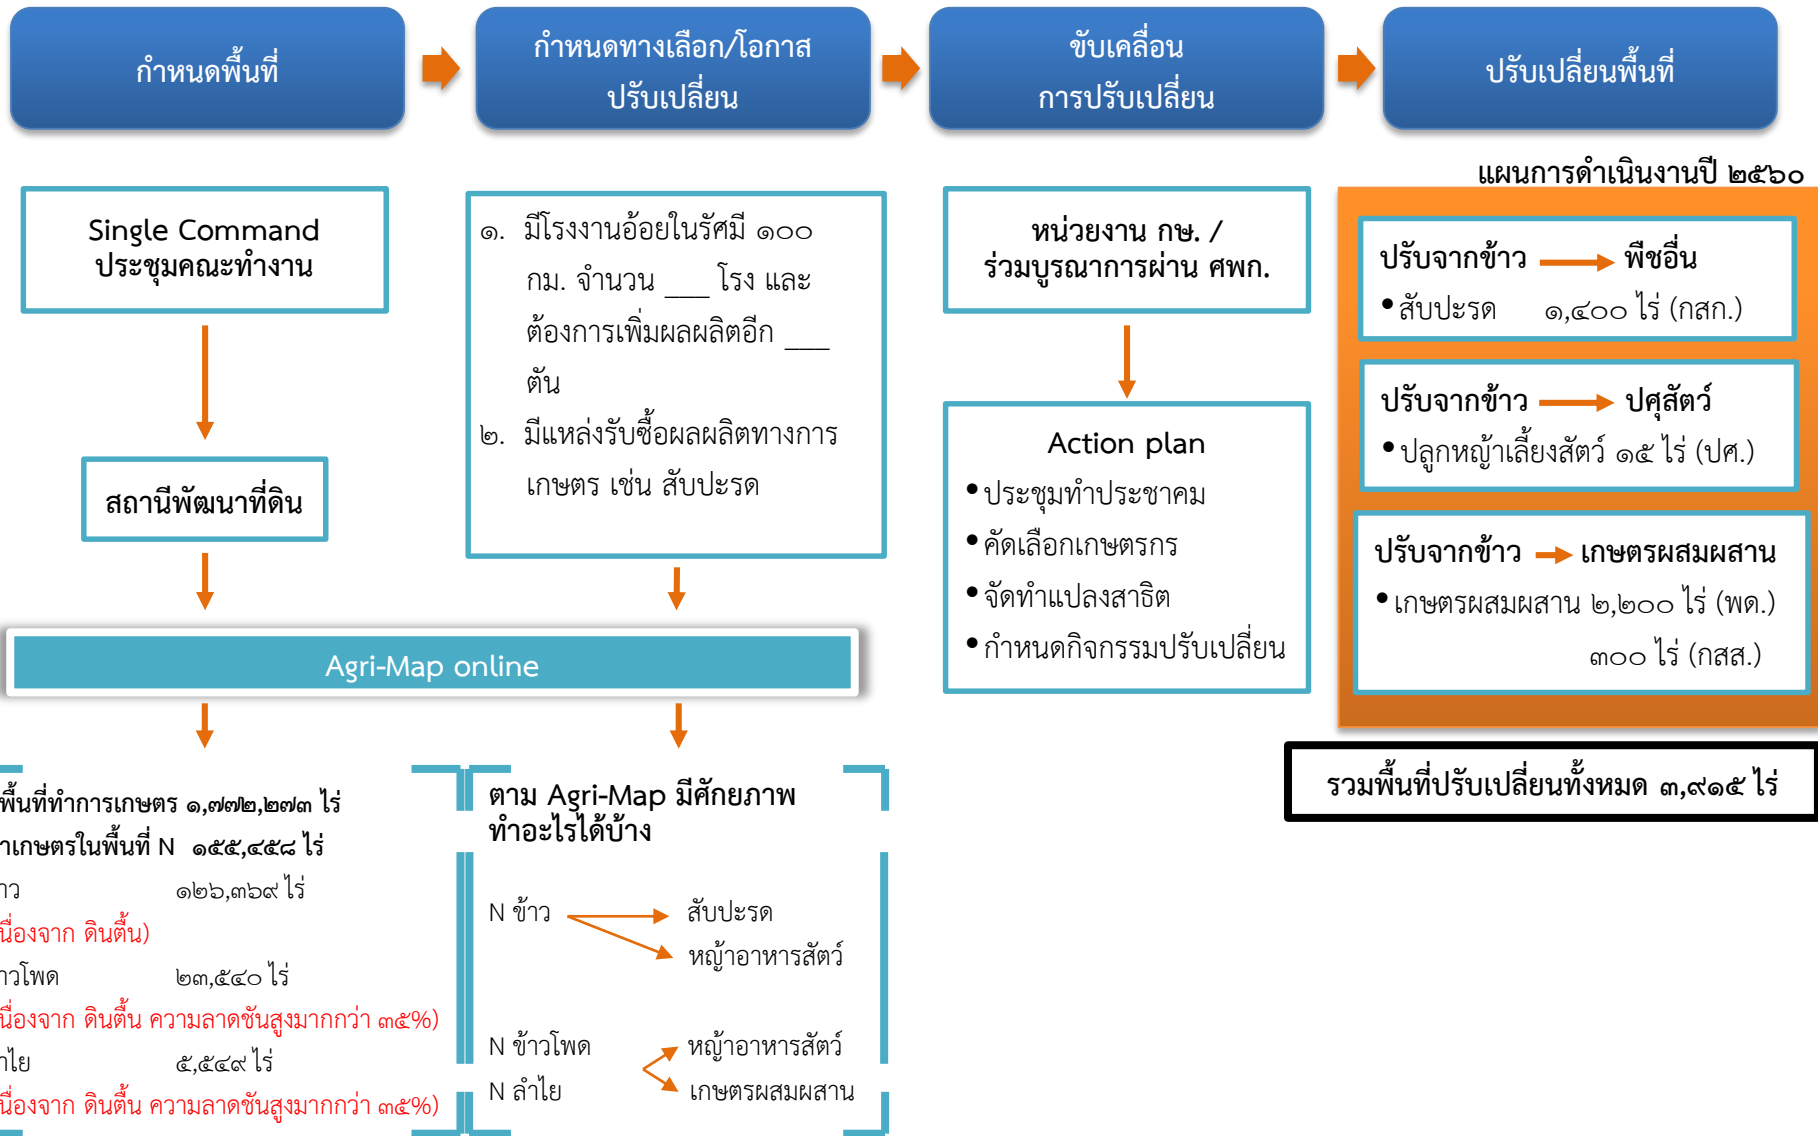 กำหนดพื้นที่
กำหนดทางเลือก/โอกาส
ปรับเปลี่ยน
ขับเคลื่อน
การปรับเปลี่ยน
ปรับเปลี่ยนพื้นที่
Single Command
ประชุมคณะทำงาน
สถานีพัฒนาที่ดิน
๑. มีโรงงานอ้อยในรัศมี ๑๐๐
กม. จำนวน ___ โรง และ
ต้องการเพิ่มผลผลิตอีก ___
ตัน
๒. มีแหล่งรับซื้อผลผลิตทางการ
เกษตร เช่น สับปะรด
Agri-Map online
พื้นที่ทำการเกษตร ๑,๗๗๒,๒๗๓ ไร่
าเกษตรในพื้นที่ N ๑๕๕,๔๕๘ ไร่
าว ๑๒๖,๓๖๙ ไร่
นื่องจาก ดินตื้น)
าวโพด ๒๓,๕๔๐ ไร่
นื่องจาก ดินตื้น ความลาดชันสูงมากกว่า ๓๕%)
าไย ๕,๕๔๙ ไร่
นื่องจาก ดินตื้น ความลาดชันสูงมากกว่า ๓๕%)
ตาม Agri-Map มีศักยภาพ
ทำอะไรได้บ้าง
N ข้าว สับปะรด
หญ้าอาหารสัตว์
N ข้าวโพด หญ้าอาหารสัตว์
N ลำไย เกษตรผสมผสาน
หน่วยงาน กษ. /
ร่วมบูรณาการผ่าน ศพก.
Action plan
•ประชุมทำประชาคม
•คัดเลือกเกษตรกร
•จัดทำแปลงสาธิต
•กำหนดกิจกรรมปรับเปลี่ยน
แผนการดำเนินงานปี ๒๕๖๐
ปรับจากข้าว พืชอื่น
•สับปะรด ๑,๔๐๐ ไร่ (กสก.)
ปรับจากข้าว ปศุสัตว์
•ปลูกหญ้าเลี้ยงสัตว์ ๑๕ ไร่ (ปศ.)
ปรับจากข้าว เกษตรผสมผสาน
•เกษตรผสมผสาน ๒,๒๐๐ ไร่ (พด.)
๓๐๐ ไร่ (กสส.)
รวมพื้นที่ปรับเปลี่ยนทั้งหมด ๓,๙๑๕ ไร่